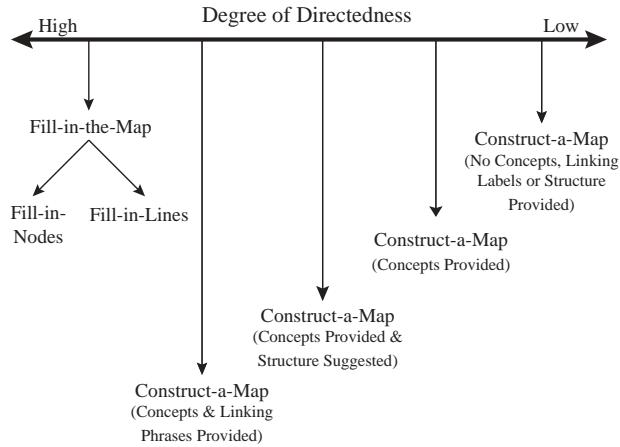 Degree of Directedness
High
Low
Fill-in-the-Map
Fill-in-
Nodes
Fill-in-Lines
Construct-a-Map
(Concepts & Linking
Phrases Provided)
Construct-a-Map
(Concepts Provided &
Structure Suggested)
Construct-a-Map
(Concepts Provided)
Construct-a-Map
(No Concepts, Linking
Labels or Structure
Provided)